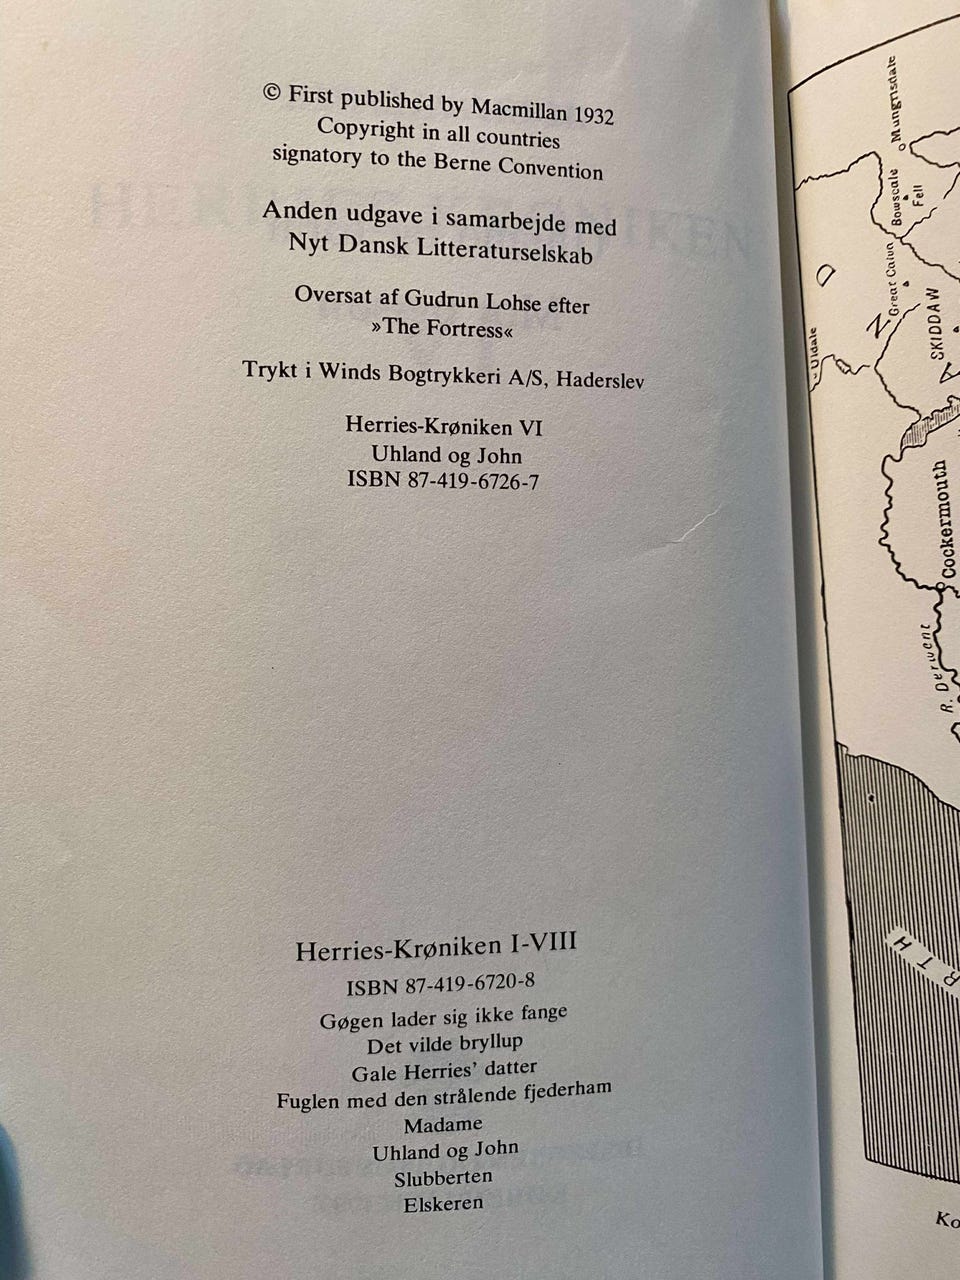 © First published by Macmillan 1932
Copyright in all countries
signatory to the Berne Convention
Anden udgave i samarbejde med
Nyt Dansk Litteraturselskab
Oversat af Gudrun Lohse efter
»The Fortress«
Trykt i Winds Bogtrykkeri A/S, Haderslev
Herries-Krøniken VI
Uhland og John
ISBN 87-419-6726-7
Herries-Krøniken I-VIII
ISBN 87-419-6720-8
Gøgen lader sig ikke fange
Det vilde bryllup
Gale Herries' datter
Fuglen med den strålende fjederham
Madame
Uhland og John
Slubberten
Elskeren
Mungrisdale
Bowscale
Fell
Great Calva
SKIDDAW
Uldale
Cockermouth
R. Derwent
RTH
Ko